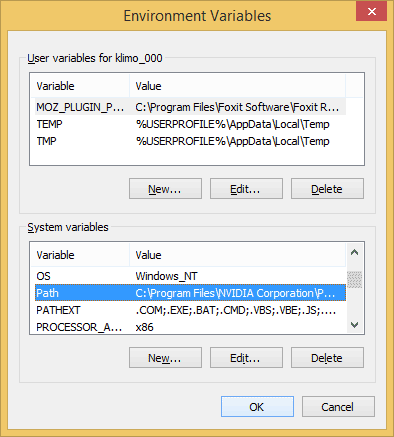 Environment Variables
User variables for klimo_000
Variable Value
MOZ_PLUGIN_P... C:\Program Files\Foxit Software\Foxit R...
TEMP %USERPROFILE%\AppData\Local\Temp
TMP %USERPROFILE%\AppData\Local\Temp
New... Edit... Delete
System variables
Variable Value
OS Windows_NT
Path C:\Program Files\NVIDIA Corporation\P...
PATHEXT .COM;.EXE;.BAT;.CMD;.VBS;.VBE;.JS;....
PROCESSOR_A... x86
New... Edit... Delete
OK Cancel